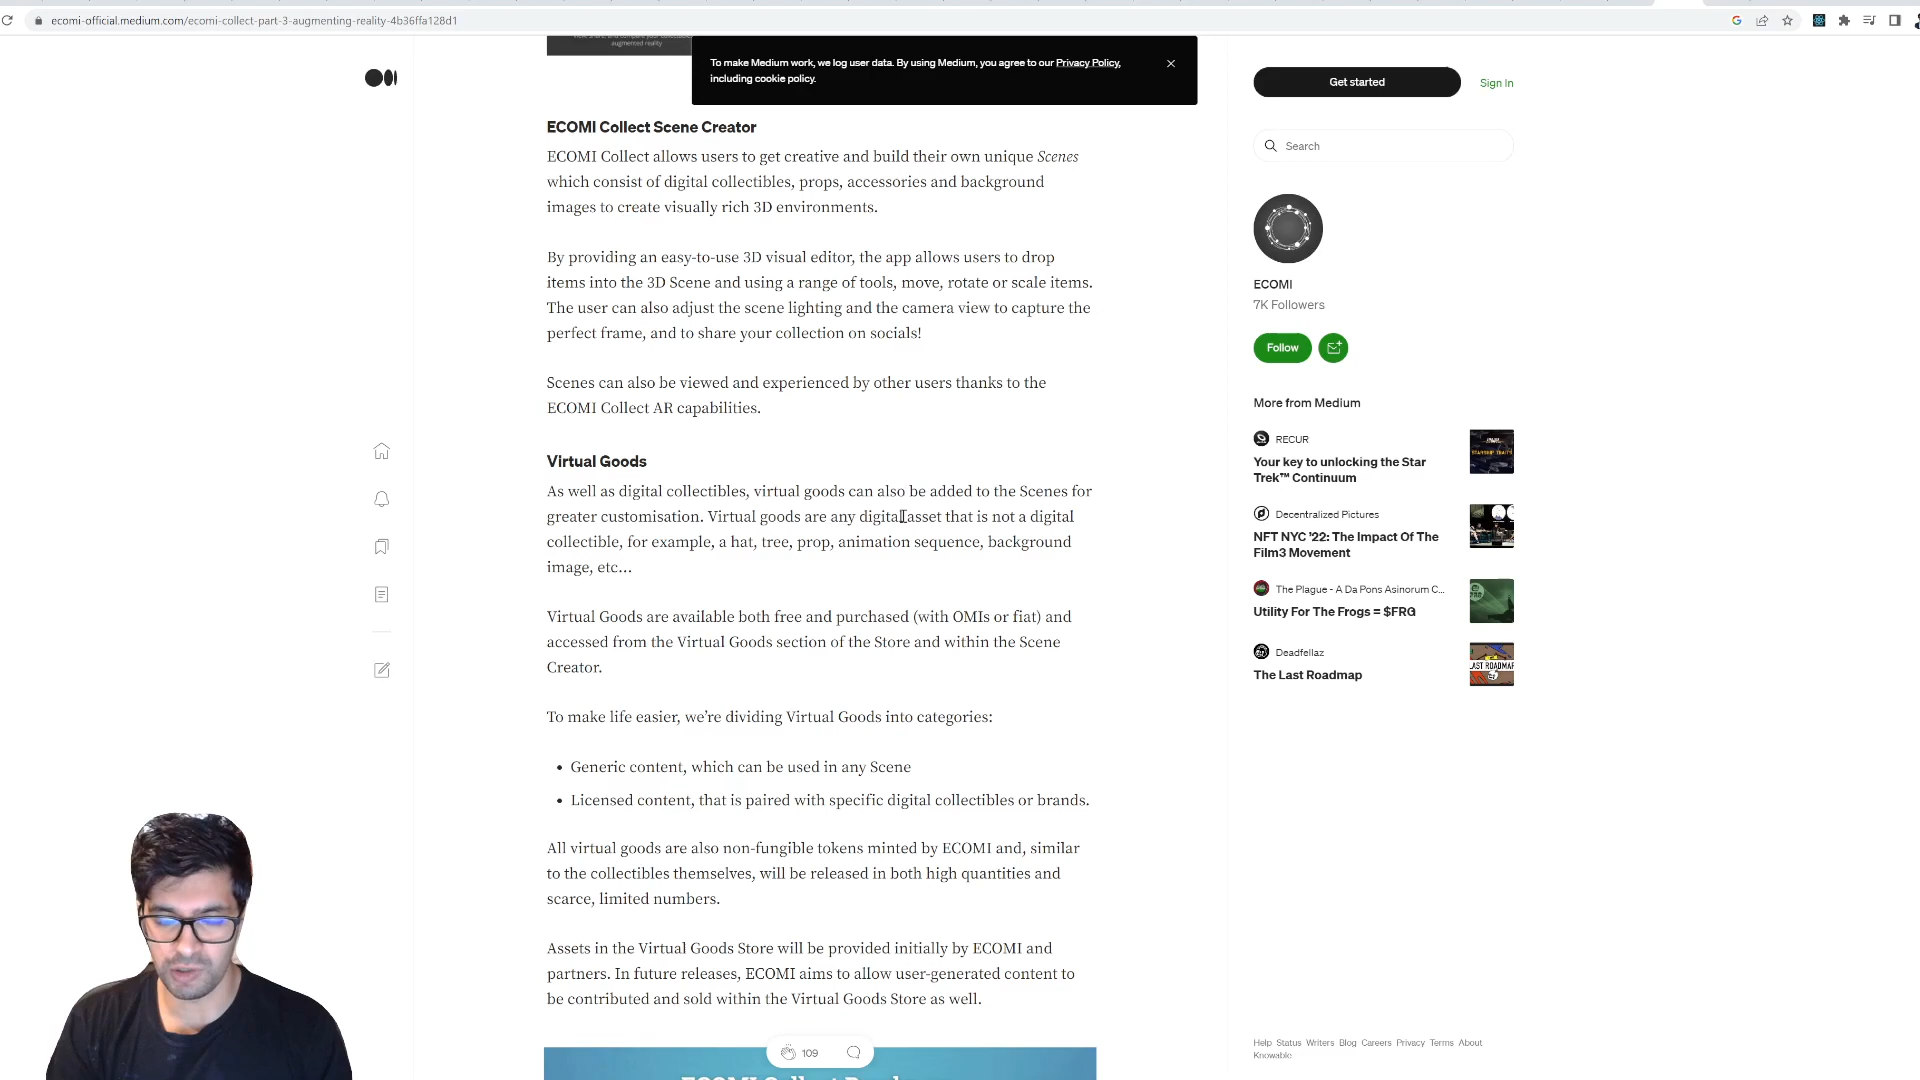 ecomi-official.medium.com/ecomi-collect-part-3-augmenting-reality-4b36ffa128d1
augmented reality
To make Medium work, we log user data. By using Medium, you agree to our Privacy Policy,
including cookie policy.
Get started
Sign In
ECOMI Collect Scene Creator
ECOMI Collect allows users to get creative and build their own unique Scenes
which consist of digital collectibles, props, accessories and background
images to create visually rich 3D environments.
By providing an easy-to-use 3D visual editor, the app allows users to drop
items into the 3D Scene and using a range of tools, move, rotate or scale items.
The user can also adjust the scene lighting and the camera view to capture the
perfect frame, and to share your collection on socials!
Scenes can also be viewed and experienced by other users thanks to the
ECOMI Collect AR capabilities.
Virtual Goods
As well as digital collectibles, virtual goods can also be added to the Scenes for
greater customisation. Virtual goods are any digital asset that is not a digital
collectible, for example, a hat, tree, prop, animation sequence, background
image, etc…
Virtual Goods are available both free and purchased (with OMIs or fiat) and
accessed from the Virtual Goods section of the Store and within the Scene
Creator.
To make life easier, we’re dividing Virtual Goods into categories:
• Generic content, which can be used in any Scene
• Licensed content, that is paired with specific digital collectibles or brands.
All virtual goods are also non-fungible tokens minted by ECOMI and, similar
to the collectibles themselves, will be released in both high quantities and
scarce, limited numbers.
Assets in the Virtual Goods Store will be provided initially by ECOMI and
partners. In future releases, ECOMI aims to allow user-generated content to
be contributed and sold within the Virtual Goods Store as well.
109
Search
ECOMI
7K Followers
Follow
More from Medium
RECUR
Your key to unlocking the Star
Trek™ Continuum
Decentralized Pictures
NFT NYC ’22: The Impact Of The
Film3 Movement
The Plague - A Da Pons Asinorum C...
Utility For The Frogs = $FRG
Deadfellaz
The Last Roadmap
LAST ROADMAP
Help Status Writers Blog Careers Privacy Terms About
Knowable